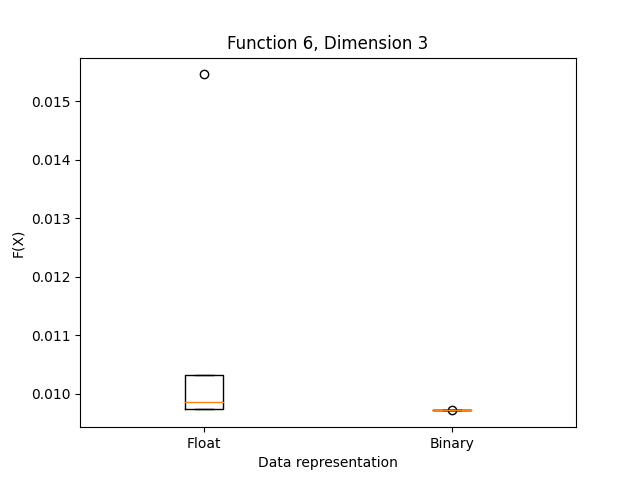 Function 6, Dimension 3
0.015
0.014
0.013
0.012
0.011
0.010
F(X)
Float
Binary
Data representation